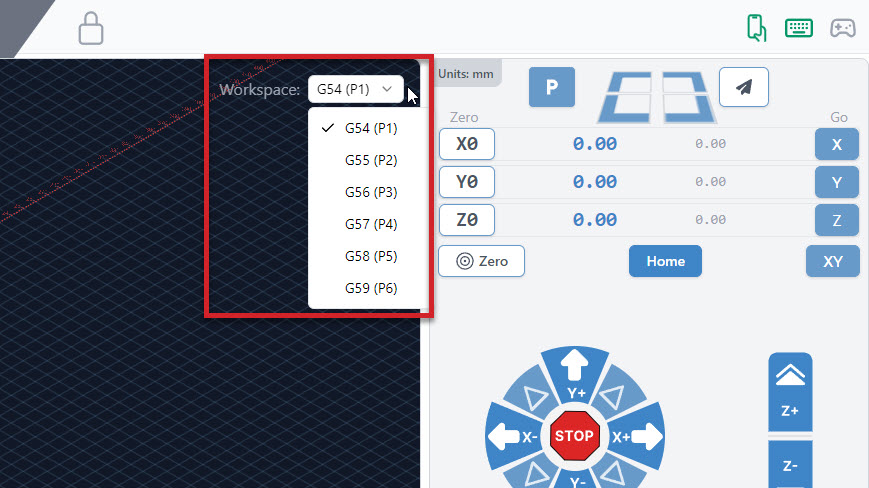 Workspace: G54 (P1)
G54 (P1)
G55 (P2)
G56 (P3)
G57 (P4)
G58 (P5)
G59 (P6)
Units: mm
P
Zero
Go
X0 0.00 0.00 X
Y0 0.00 0.00 Y
Z0 0.00 0.00 Z
Zero Home XY
Y+
X- STOP X+
Y-
Z+
Z-